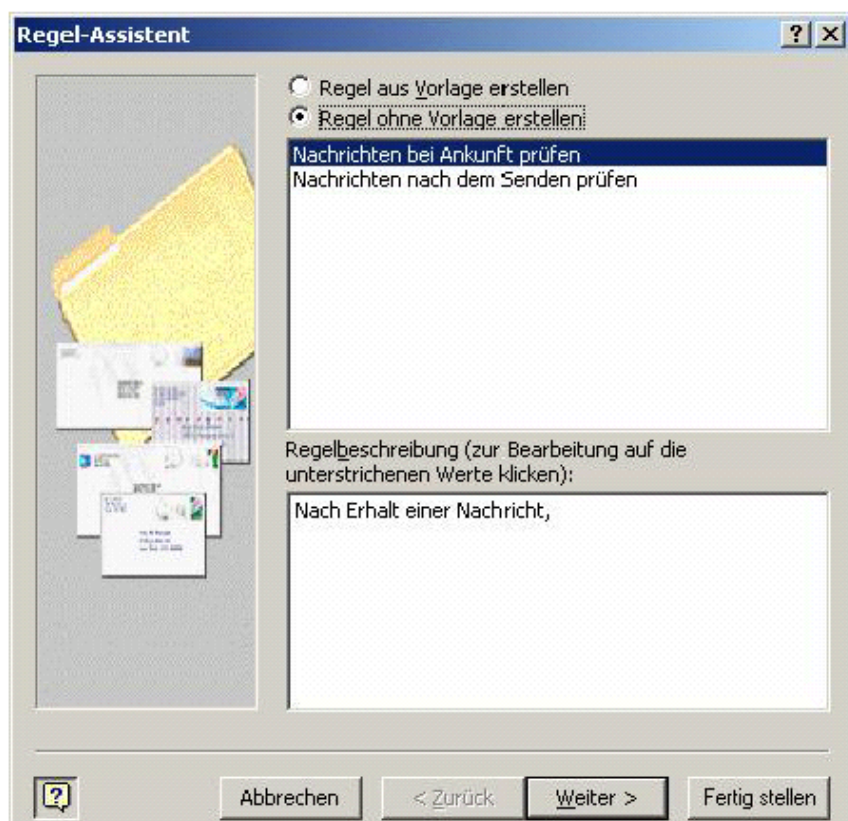 Regel-Assistent
Regel aus Vorlage erstellen
Regel ohne Vorlage erstellen
Nachrichten bei Ankunft prüfen
Nachrichten nach dem Senden prüfen
Regelbeschreibung (zur Bearbeitung auf die
unterstrichenen Werte klicken):
Nach Erhalt einer Nachricht,
Abbrechen
< Zurück
Weiter >
Fertig stellen